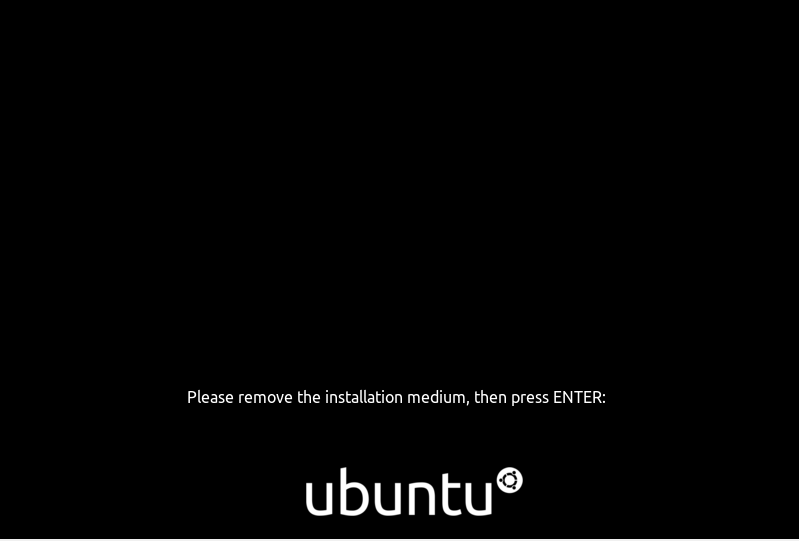 Please remove the installation medium, then press ENTER:
ubuntu